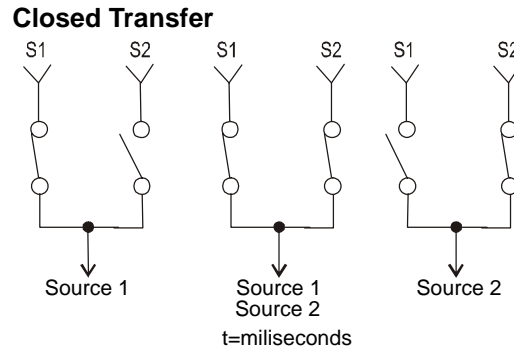 Closed Transfer
S1 S2 S1 S2 S1 S2
Source 1 Source 1 Source 2
Source 2
t=miliseconds